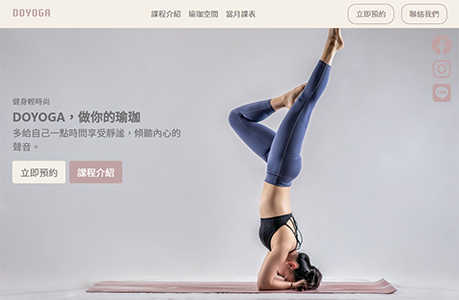 DOYOGA
課程介紹 瑜珈空間 當月課表
立即預約 聯絡我們
健身輕時尚
DOYOGA，做你的瑜珈
多給自己一點時間享受靜謐，傾聽內心的
聲音。
立即預約 課程介紹
LINE